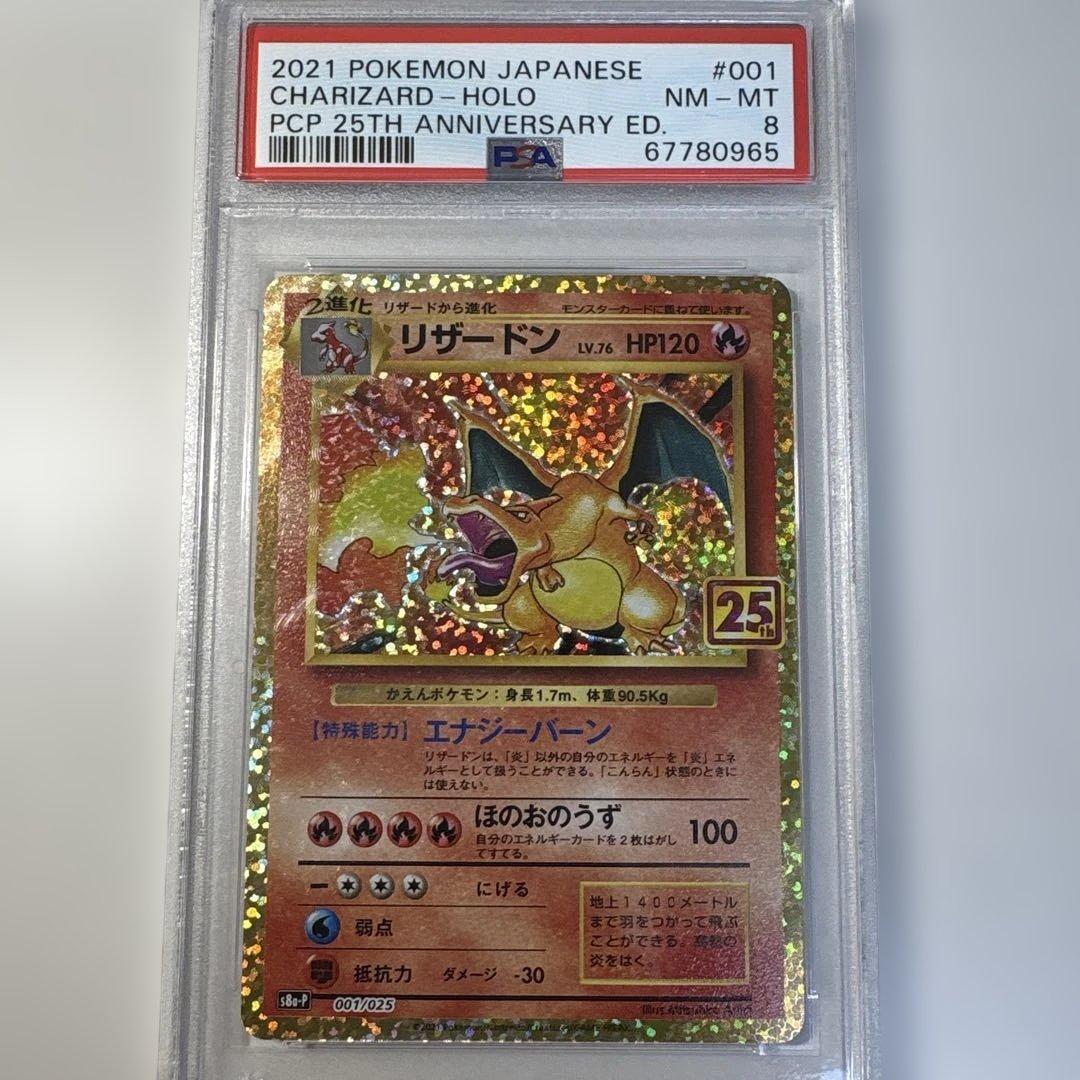 2021 POKEMON JAPANESE #001
CHARIZARD-HOLO NM-MT
PCP 25TH ANNIVERSARY ED. 8
PSA 67780965
2進化 リザードから進化 モンスターカードに重ねて使います。
リザードン LV.76 HP120
25th
かえんポケモン：身長1.7m、体重90.5Kg
【特殊能力】エナジーバーン
リザードンは、「炎」以外の自分のエネルギーを「炎」エネ
ルギーとして扱うことができる。「こんらん」状態のときに
は使えない。
ほのおのうず 100
自分のエネルギーカードを2枚はがし
てすてる。
にげる
弱点
抵抗力 ダメージ -30
地上1400メートル
まで羽をつかって飛ぶ
ことができる。高熱の
炎をはく。
s8a-P 001/025
©2021 Pokémon/Nintendo/Creatures/GAME FREAK